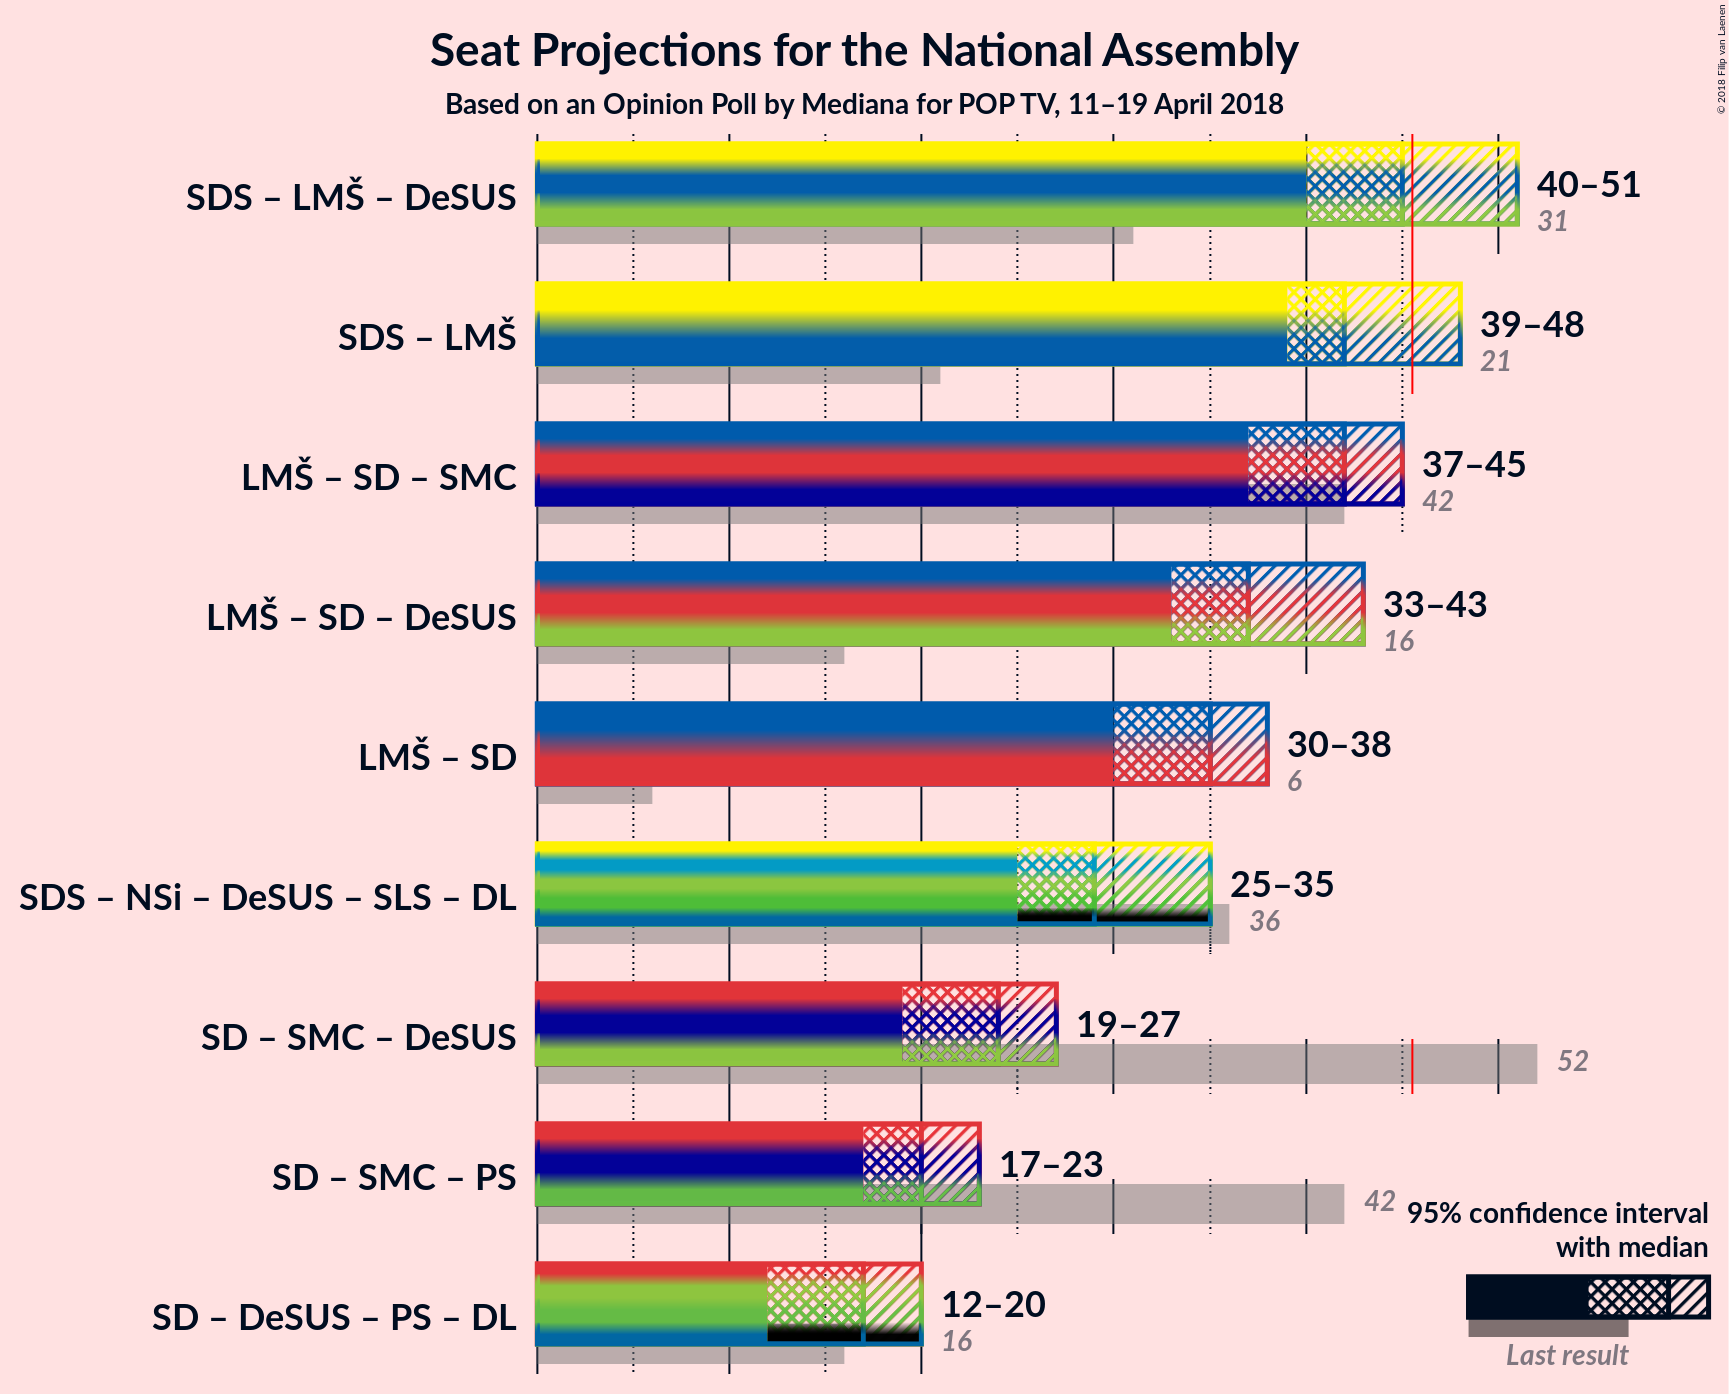 Seat Projections for the National Assembly
Based on an Opinion Poll by Mediana for POP TV, 11–19 April 2018
© 2018 Filip van Laenen
SDS – LMŠ – DeSUS
40–51
31
SDS – LMŠ
39–48
21
LMŠ – SD – SMC
37–45
42
LMŠ – SD – DeSUS
33–43
16
LMŠ – SD
30–38
6
SDS – NSi – DeSUS – SLS – DL
25–35
36
SD – SMC – DeSUS
19–27
52
SD – SMC – PS
17–23
42
SD – DeSUS – PS – DL
12–20
16
95% confidence interval
with median
Last result